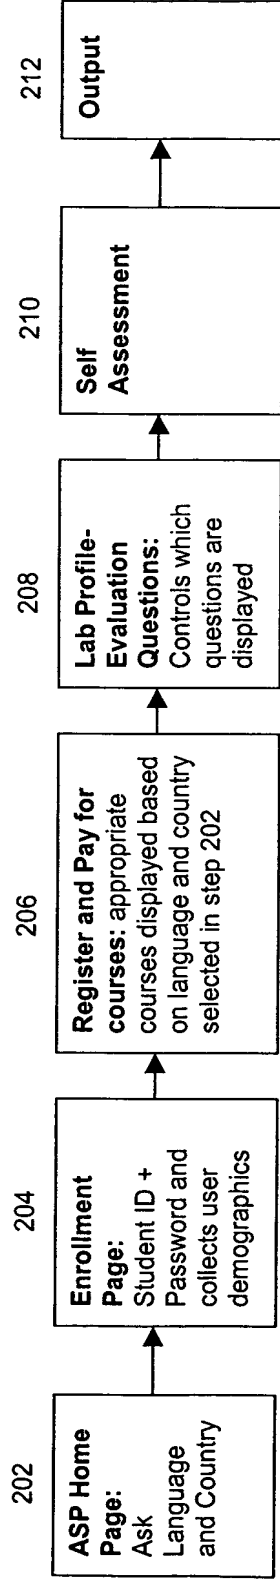 202
ASP Home
Page:
Ask
Language
and Country
204
Enrollment
Page:
Student ID +
Password and
collects user
demographics
206
Register and Pay for
courses: appropriate
courses displayed based
on language and country
selected in step 202
208
Lab Profile-
Evaluation
Questions:
Controls which
questions are
displayed
210
Self
Assessment
212
Output